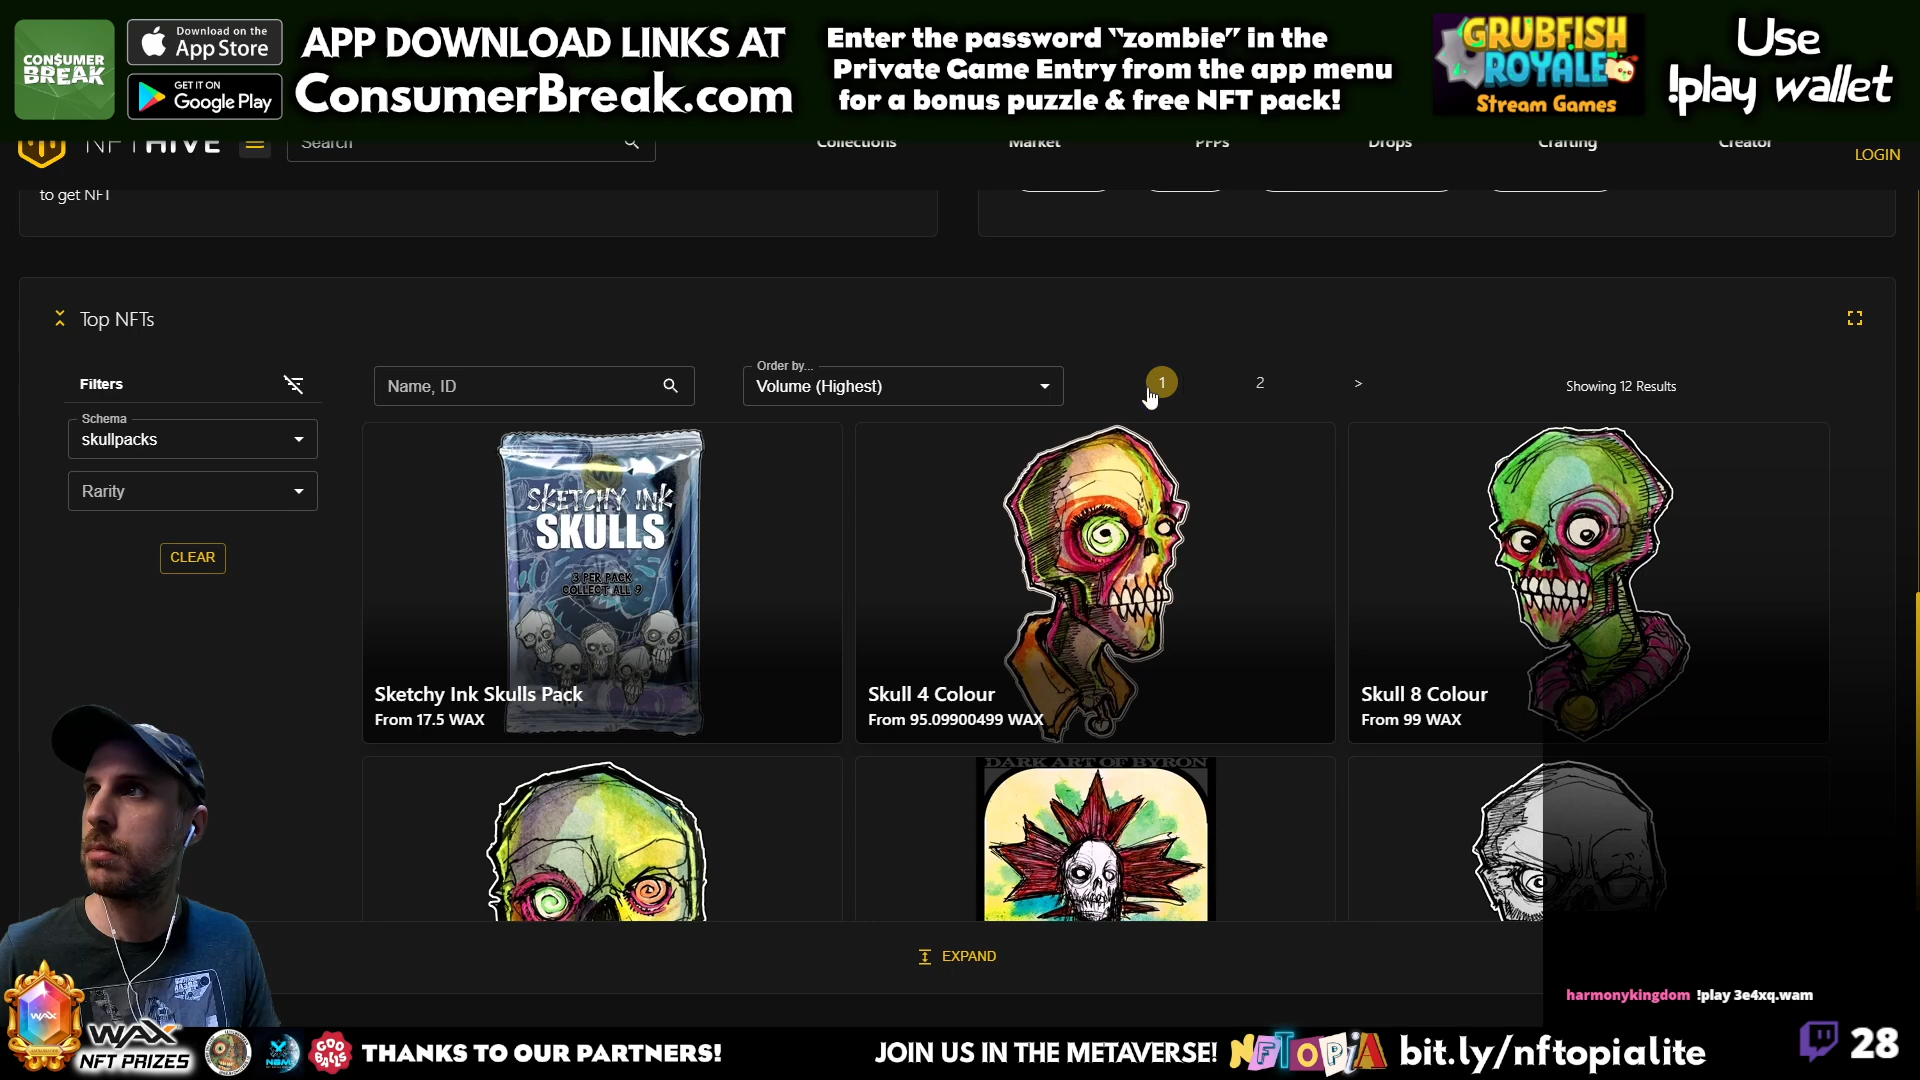 CON$UMER
BREAK
Download on the
App Store
GET IT ON
Google Play
APP DOWNLOAD LINKS AT
ConsumerBreak.com
Enter the password "zombie" in the
Private Game Entry from the app menu
for a bonus puzzle & free NFT pack!
GRUBFISH
ROYALE
Stream Games
Use
!play wallet
NFTHIVE
Search
Collections
Market
PFPs
Drops
Crafting
Creator
LOGIN
to get NFT
Top NFTs
Filters
Name, ID
Order by...
Volume (Highest)
1
2
>
Showing 12 Results
Schema
skullpacks
Rarity
CLEAR
SKETCHY INK
SKULLS
3 PER PACK
COLLECT ALL 9
Sketchy Ink Skulls Pack
From 17.5 WAX
Skull 4 Colour
From 95.09900499 WAX
Skull 8 Colour
From 99 WAX
DARK ART OF BYRON
EXPAND
harmonykingdom !play 3e4xq.wam
WAX
WAX
NFT PRIZES
GOO
BALLS
THANKS TO OUR PARTNERS!
JOIN US IN THE METAVERSE!
NFTOPIA
bit.ly/nftopialite
28